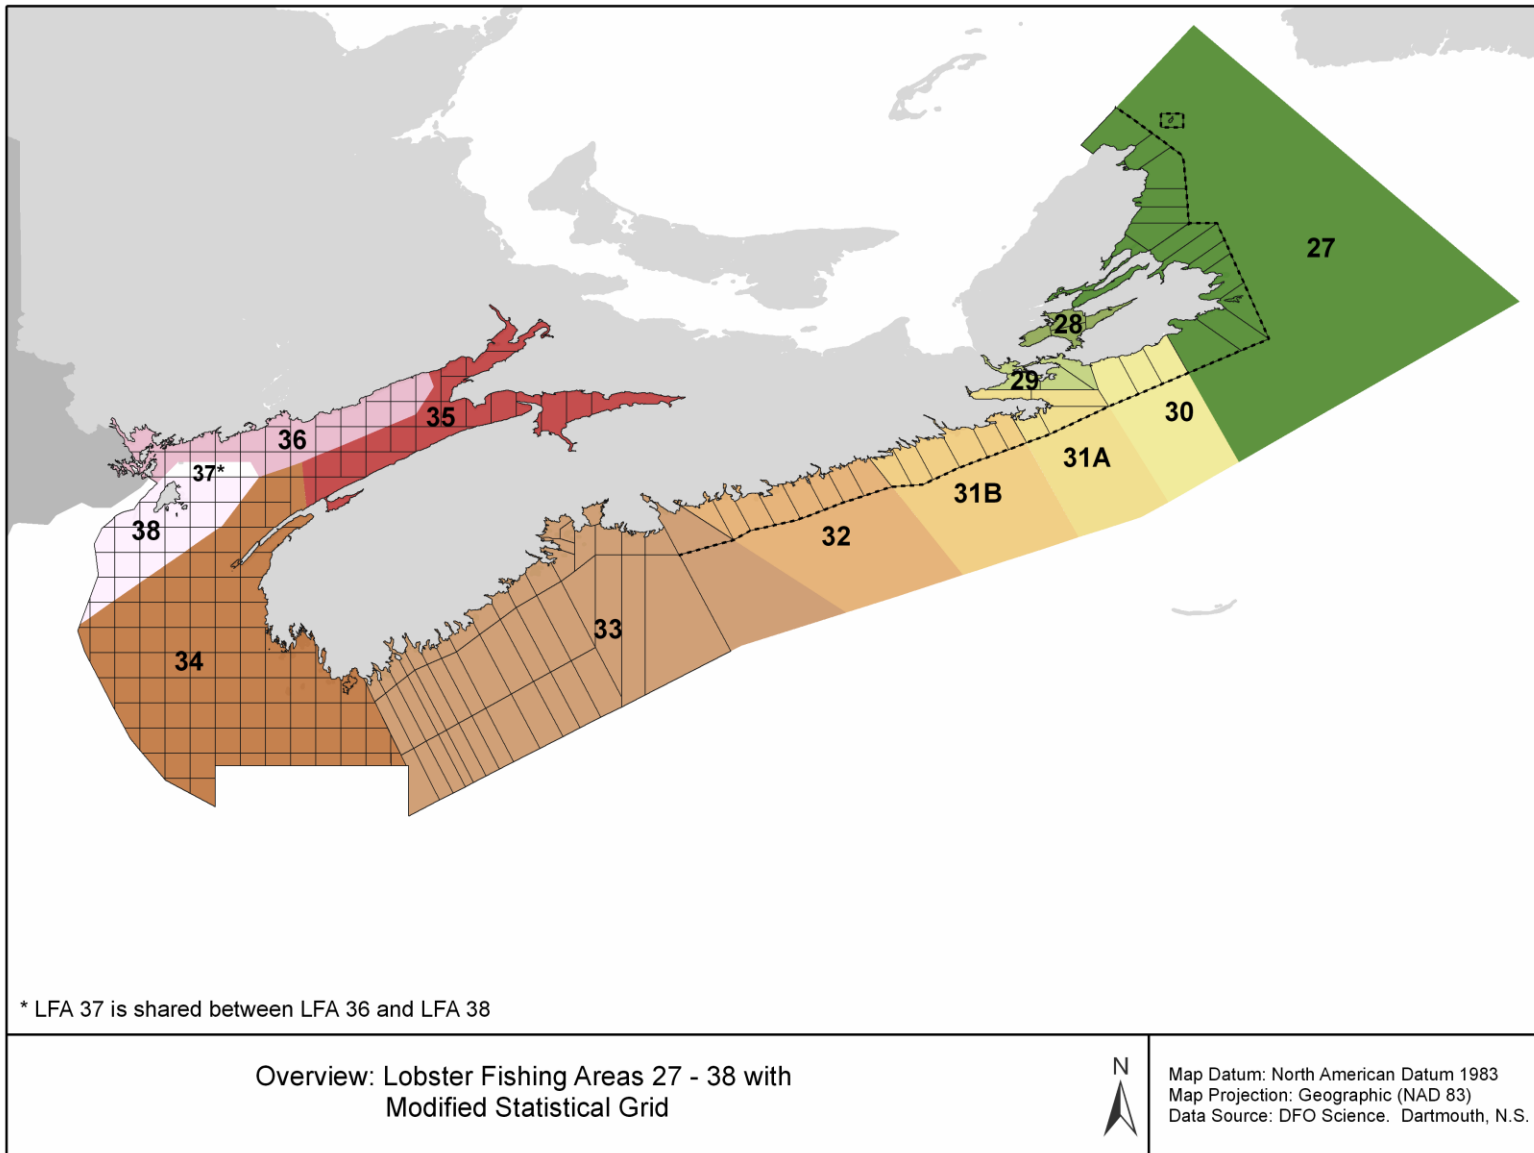 27
28
29
30
31A
31B
32
33
34
35
36
37*
38
* LFA 37 is shared between LFA 36 and LFA 38
Overview: Lobster Fishing Areas 27 - 38 with
Modified Statistical Grid
N
Map Datum: North American Datum 1983
Map Projection: Geographic (NAD 83)
Data Source: DFO Science. Dartmouth, N.S.